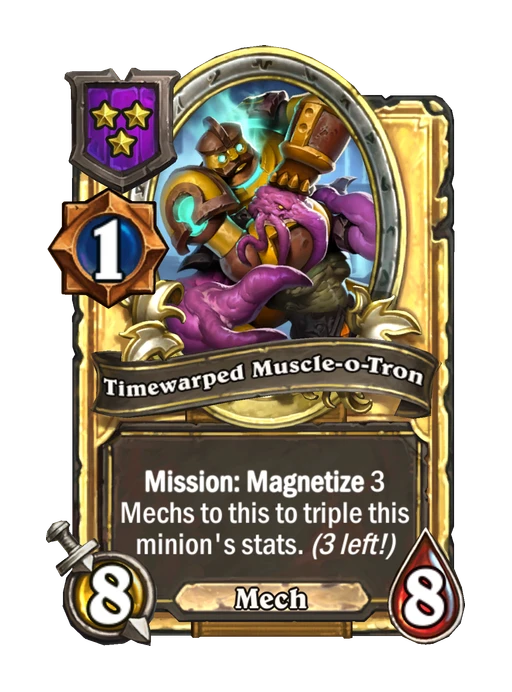 1
Timewarped Muscle-o-Tron
Mission: Magnetize 3
Mechs to this to triple this
minion's stats. (3 left!)
8
Mech
8